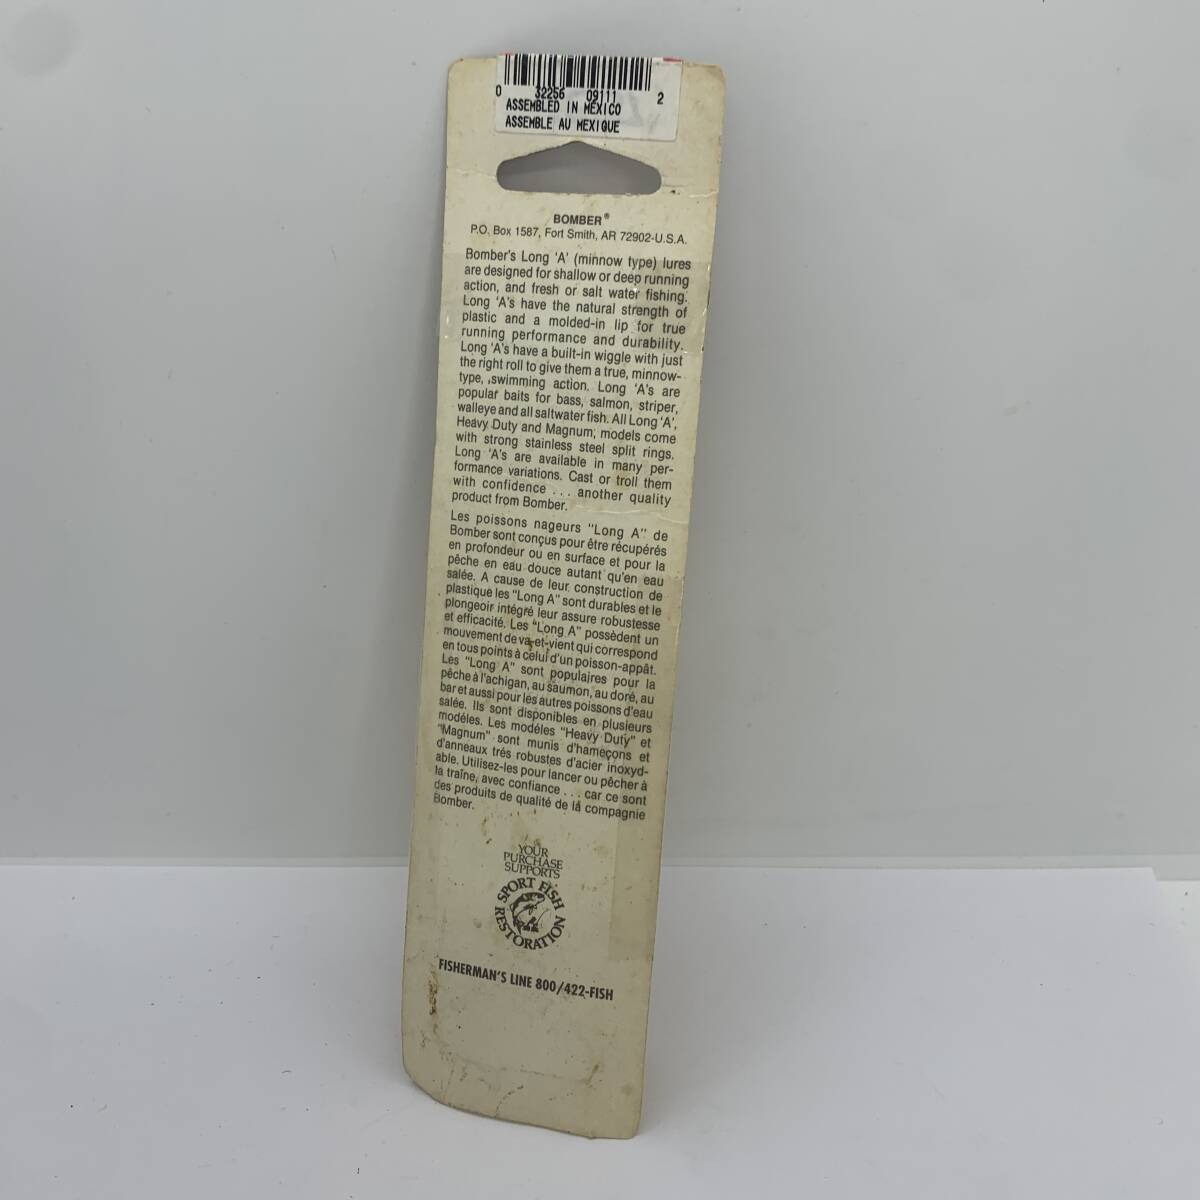 0 32256 09111 2
ASSEMBLED IN MEXICO
ASSEMBLE AU MEXIQUE
BOMBER®
P.O. Box 1587, Fort Smith, AR 72902-U.S.A.
Bomber's Long 'A' (minnow type) lures
are designed for shallow or deep running
action, and fresh or salt water fishing.
Long 'A's have the natural strength of
plastic and a molded-in lip for true
running performance and durability.
Long 'A's have a built-in wiggle with just
the right roll to give them a true, minnow-
type, swimming action. Long 'A's are
popular baits for bass, salmon, striper,
walleye and all saltwater fish. All Long 'A',
Heavy Duty and Magnum, models come
with strong stainless steel split rings.
Long 'A's are available in many per-
formance variations. Cast or troll them
with confidence ... another quality
product from Bomber.
Les poissons nageurs "Long A" de
Bomber sont conçus pour être récupérés
en profondeur ou en surface et pour la
pêche en eau douce autant qu'en eau
salée. A cause de leur construction de
plastique les "Long A" sont durables et le
plongeoir intégré leur assure robustesse
et efficacité. Les "Long A" possèdent un
mouvement de va-et-vient qui correspond
en tous points à celui d'un poisson-appât.
Les "Long A" sont populaires pour la
pêche à l'achigan, au saumon, au doré, au
bar et aussi pour les autres poissons d'eau
salée. Ils sont disponibles en plusieurs
modéles. Les modéles "Heavy Duty" et
"Magnum" sont munis d'hameçons et
d'anneaux trés robustes d'acier inoxyd-
able. Utilisez-les pour lancer ou pêcher à
la traîne, avec confiance ... car ce sont
des produits de qualité de la compagnie
Bomber.
YOUR
PURCHASE
SUPPORTS
SPORT FISH
RESTORATION
FISHERMAN'S LINE 800/422-FISH